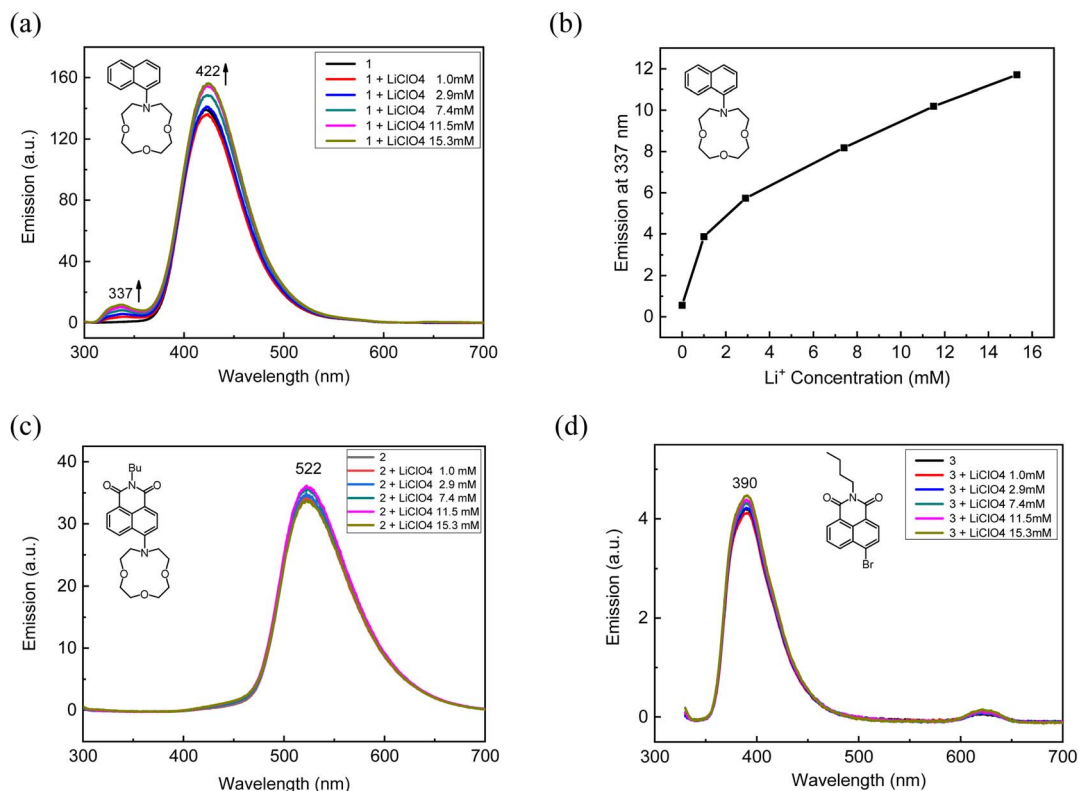 (a)
160
120
80
40
0
300
400
500
600
700
Emission (a.u.)
Wavelength (nm)
337
422
N
O
O
O
1
1 + LiClO4 1.0mM
1 + LiClO4 2.9mM
1 + LiClO4 7.4mM
1 + LiClO4 11.5mM
1 + LiClO4 15.3mM
(b)
12
10
8
6
4
2
0
0
2
4
6
8
10
12
14
16
Emission at 337 nm
Li⁺ Concentration (mM)
N
O
O
O
(c)
40
30
20
10
0
300
400
500
600
700
Emission (a.u.)
Wavelength (nm)
522
Bu
O
N
O
N
O
O
O
2
2 + LiClO4 1.0 mM
2 + LiClO4 2.9 mM
2 + LiClO4 7.4 mM
2 + LiClO4 11.5 mM
2 + LiClO4 15.3 mM
(d)
4
2
0
300
400
500
600
700
Emission (a.u.)
Wavelength (nm)
390
O
N
O
Br
3
3 + LiClO4 1.0mM
3 + LiClO4 2.9mM
3 + LiClO4 7.4mM
3 + LiClO4 11.5mM
3 + LiClO4 15.3mM